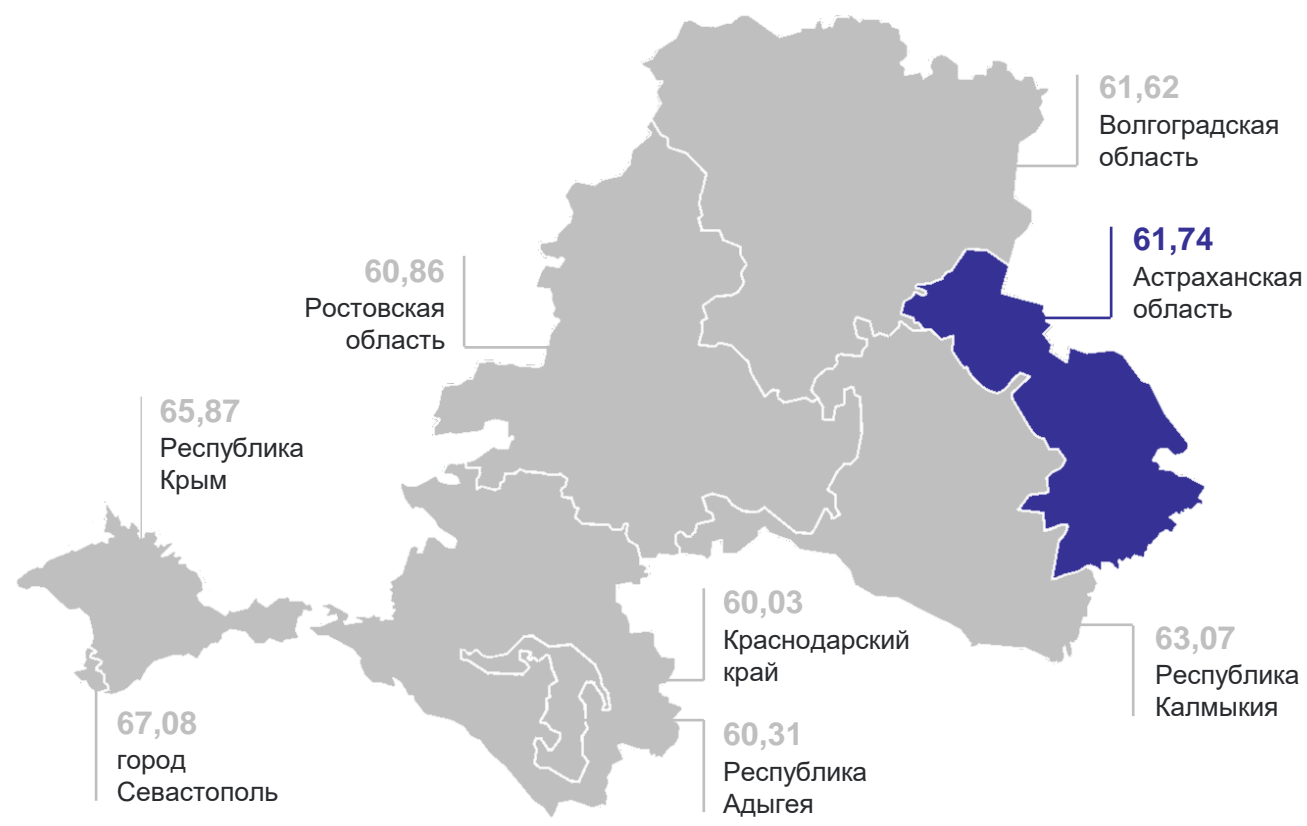 61,62
Волгоградская
область
61,74
Астраханская
область
60,86
Ростовская
область
65,87
Республика
Крым
60,03
Краснодарский
край
63,07
Республика
Калмыкия
67,08
город
Севастополь
60,31
Республика
Адыгея